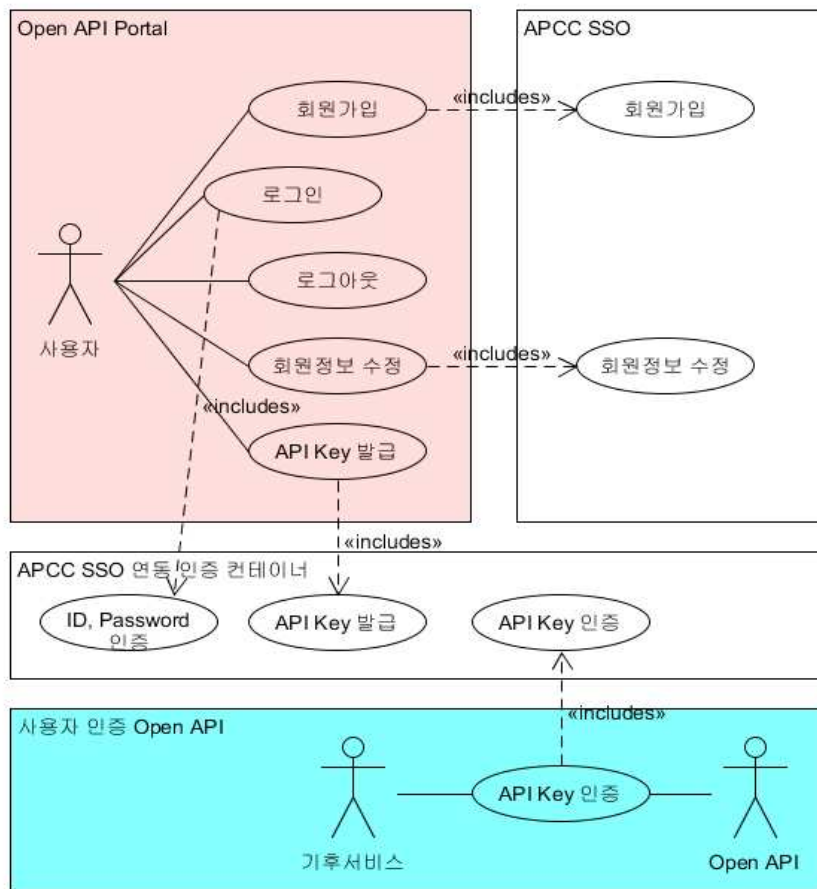 Open API Portal
APCC SSO
회원가입
«includes»
회원가입
로그인
로그아웃
사용자
회원정보 수정
«includes»
회원정보 수정
«includes»
API Key 발급
«includes»
APCC SSO 연동 인증 컨테이너
ID, Password
인증
API Key 발급
API Key 인증
«includes»
사용자 인증 Open API
API Key 인증
기후서비스
Open API